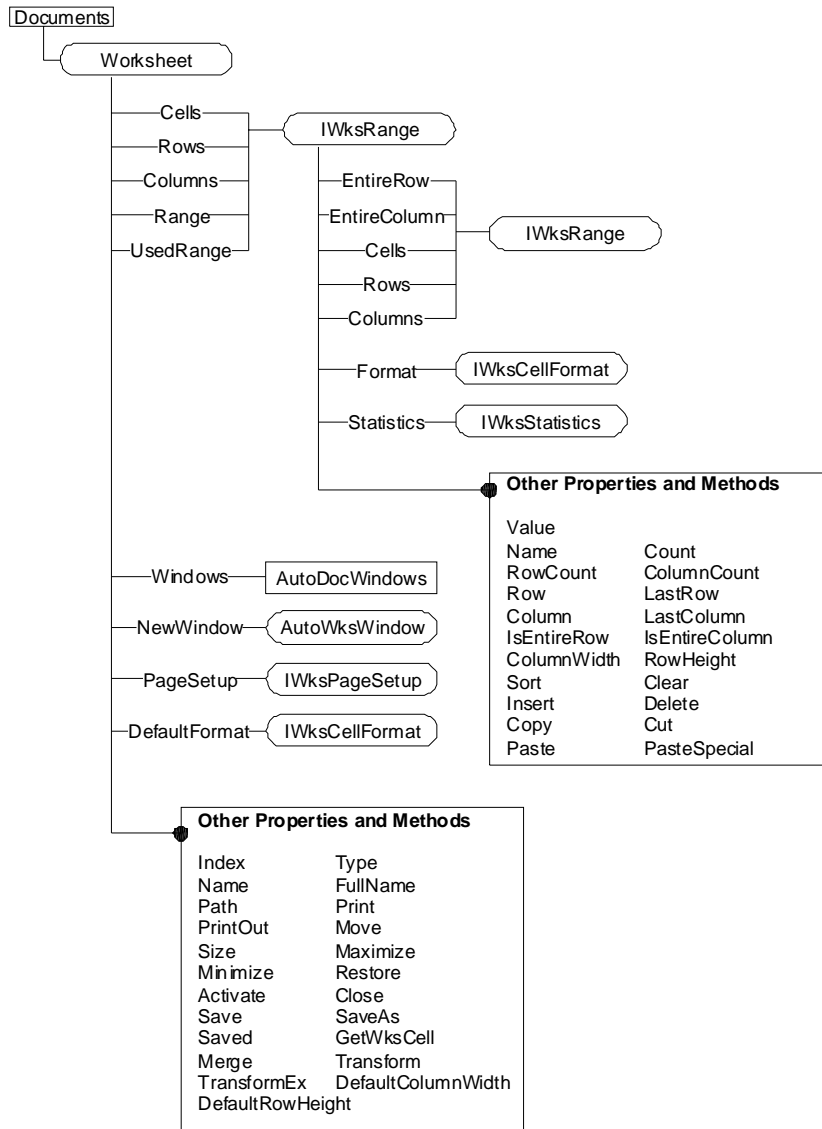 Documents
Worksheet
Cells
IWksRange
Rows
Columns
EntireRow
Range
EntireColumn
IWksRange
UsedRange
Cells
Rows
Columns
Format
IWksCellFormat
Statistics
IWksStatistics
Other Properties and Methods
Value
Name Count
RowCount ColumnCount
Row LastRow
Column LastColumn
IsEntireRow IsEntireColumn
ColumnWidth RowHeight
Sort Clear
Insert Delete
Copy Cut
Paste PasteSpecial
Windows
AutoDocWindows
NewWindow
AutoWksWindow
PageSetup
IWksPageSetup
DefaultFormat
IWksCellFormat
Other Properties and Methods
Index Type
Name FullName
Path Print
PrintOut Move
Size Maximize
Minimize Restore
Activate Close
Save SaveAs
Saved GetWksCell
Merge Transform
TransformEx DefaultColumnWidth
DefaultRowHeight